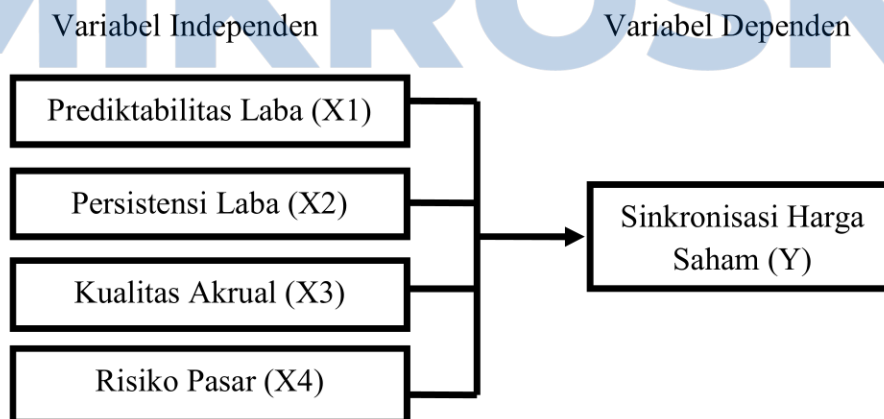 MIKROSK
Variabel Independen
Variabel Dependen
Prediktabilitas Laba (X1)
Persistensi Laba (X2)
Sinkronisasi Harga
Saham (Y)
Kualitas Akrual (X3)
Risiko Pasar (X4)